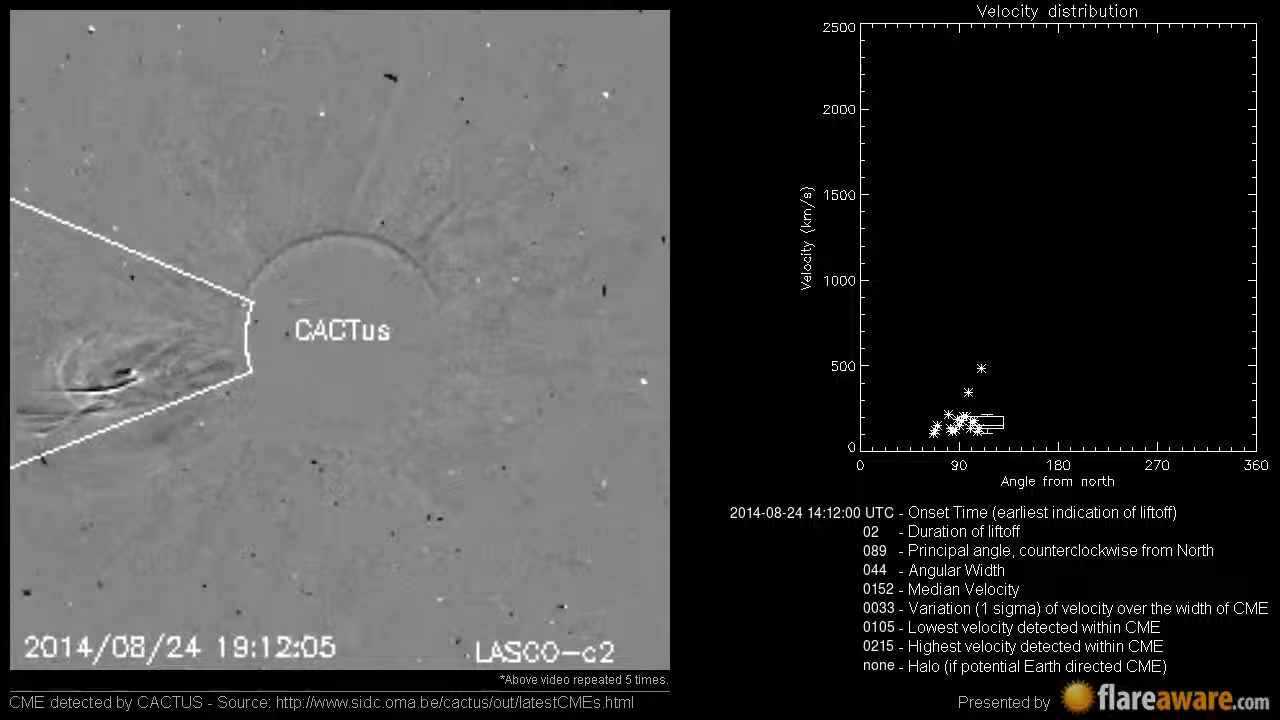 Velocity distribution
2500
2000
1500
1000
500
0
Velocity (km/s)
0 90 180 270 360
Angle from north
CACTus
2014/08/24 19:12:05
LASCO-c2
*Above video repeated 5 times.
CME detected by CACTUS - Source: http://www.sidc.oma.be/cactus/out/latestCMEs.html
2014-08-24 14:12:00 UTC - Onset Time (earliest indication of liftoff)
02 - Duration of liftoff
089 - Principal angle, counterclockwise from North
044 - Angular Width
0152 - Median Velocity
0033 - Variation (1 sigma) of velocity over the width of CME
0105 - Lowest velocity detected within CME
0215 - Highest velocity detected within CME
none - Halo (if potential Earth directed CME)
Presented by flareaware.com